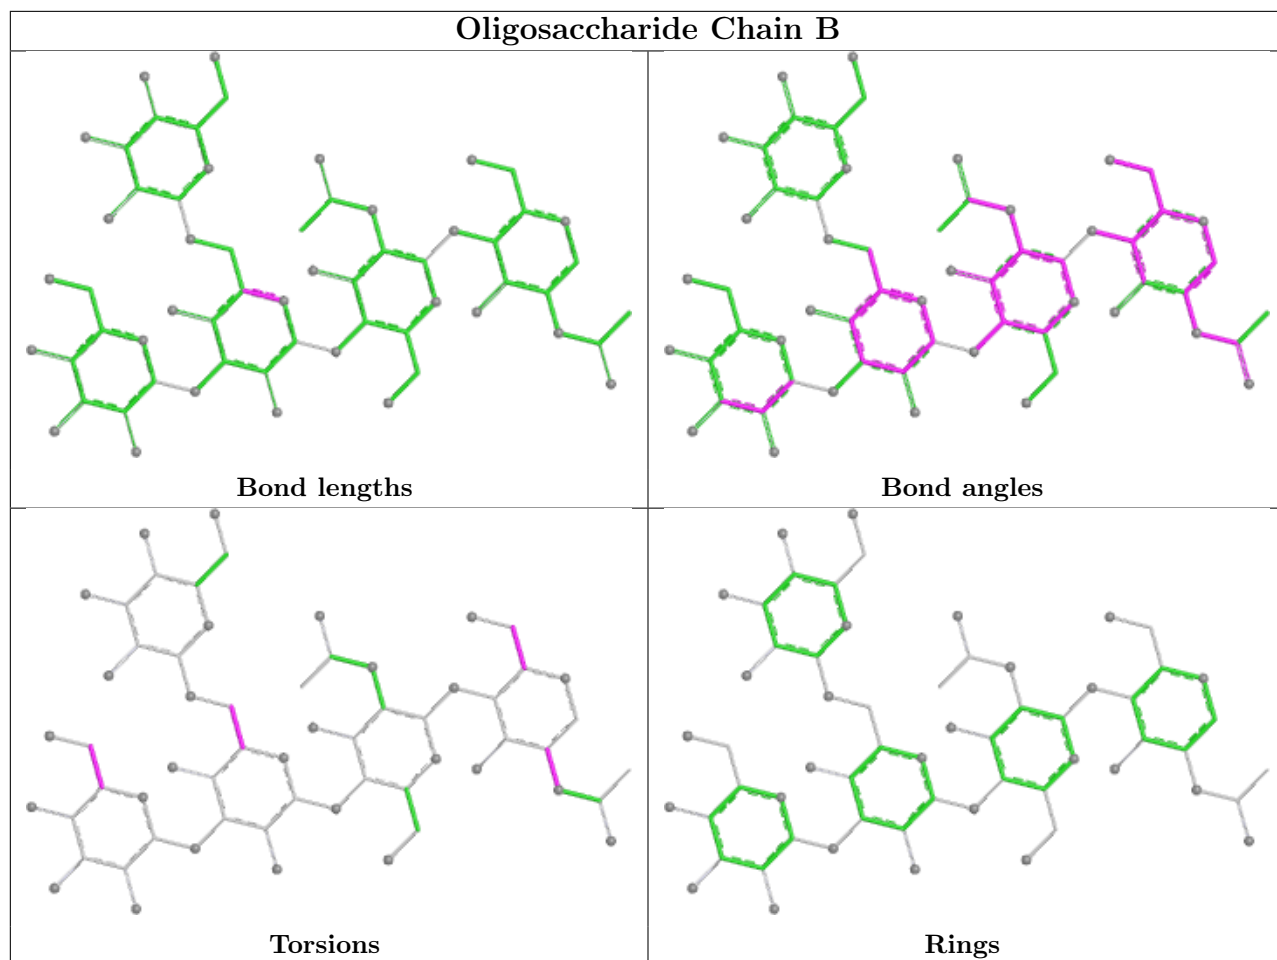 Oligosaccharide Chain B
Bond lengths
Bond angles
Torsions
Rings